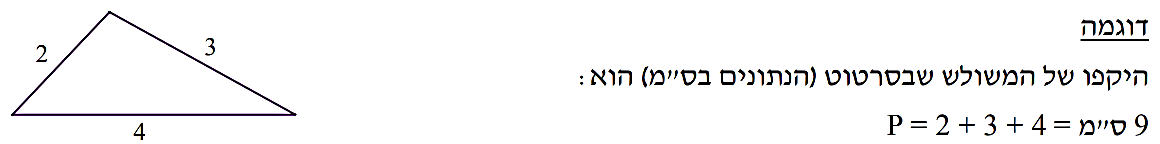 דוגמה
היקפו של המשולש שבסרטוט (הנתונים בס״מ) הוא:
P = 2 + 3 + 4 = 9 ס״מ
2
3
4